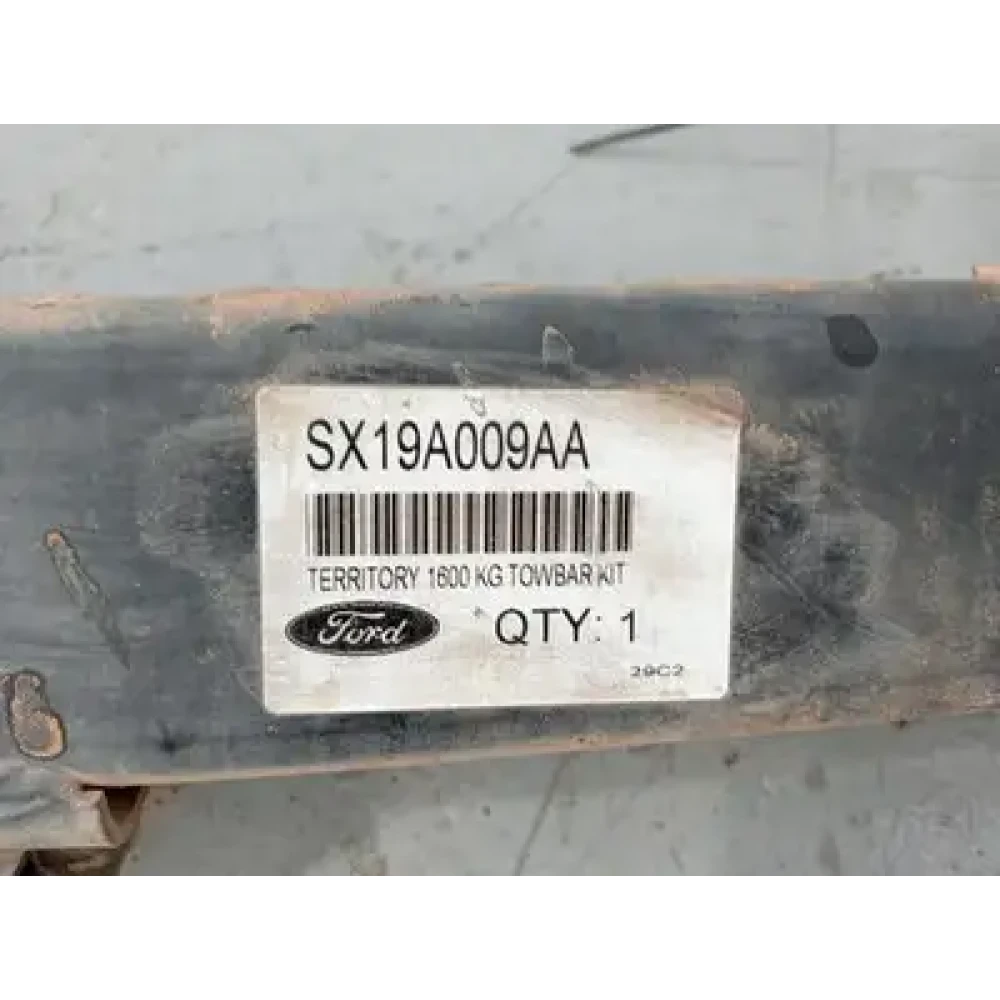 SX19A009AA
TERRITORY 1600 KG TOWBAR KIT
Ford
QTY: 1
29C2